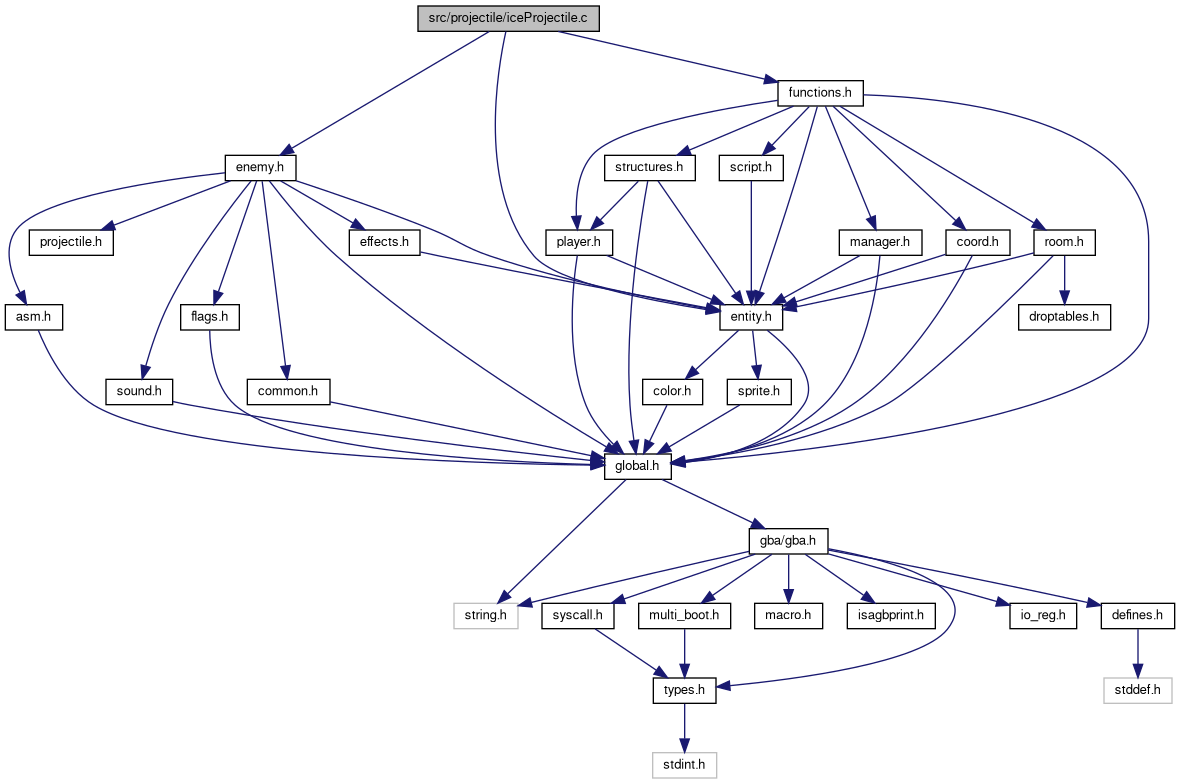 src/projectile/iceProjectile.c
functions.h
enemy.h
structures.h
script.h
projectile.h
effects.h
player.h
manager.h
coord.h
room.h
asm.h
flags.h
entity.h
droptables.h
sound.h
common.h
color.h
sprite.h
global.h
gba/gba.h
string.h
syscall.h
multi_boot.h
macro.h
isagbprint.h
io_reg.h
defines.h
types.h
stddef.h
stdint.h